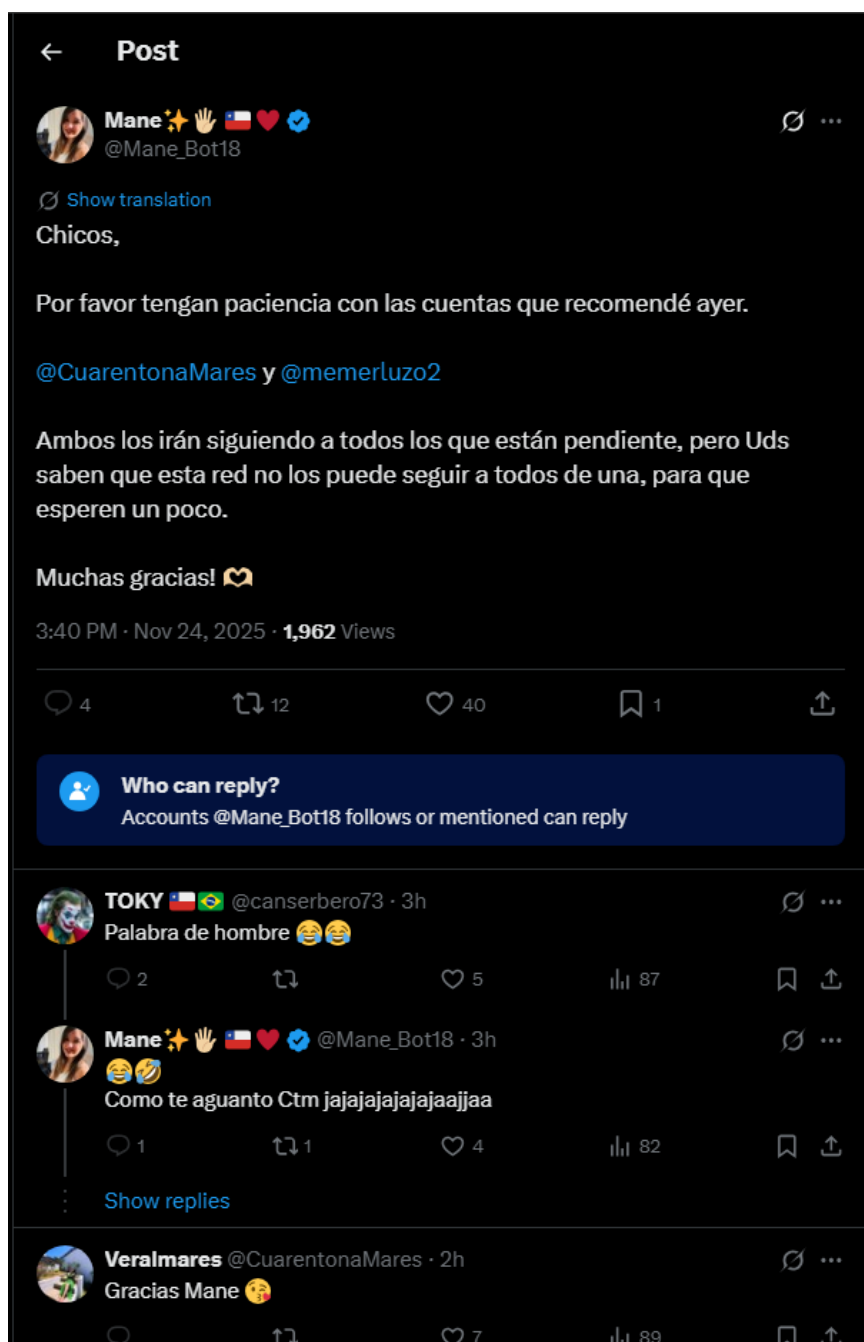 Post
Mane✨🖐🏻🇨🇱♥️
@Mane_Bot18
Show translation
Chicos,
Por favor tengan paciencia con las cuentas que recomendé ayer.
@CuarentonaMares y @memerluzo2
Ambos los irán siguiendo a todos los que están pendiente, pero Uds
saben que esta red no los puede seguir a todos de una, para que
esperen un poco.
Muchas gracias! 🫶🏼
3:40 PM · Nov 24, 2025 · 1,962 Views
4 12 40 1
Who can reply?
Accounts @Mane_Bot18 follows or mentioned can reply
TOKY 🇨🇱🇧🇷 @canserbero73 · 3h
Palabra de hombre 😂😂
2 5 87
Mane✨🖐🏻🇨🇱♥️ @Mane_Bot18 · 3h
😂🤣
Como te aguanto Ctm jajajajajajajaajjaa
1 1 4 82
Show replies
Veralmares @CuarentonaMares · 2h
Gracias Mane 😘
7 89